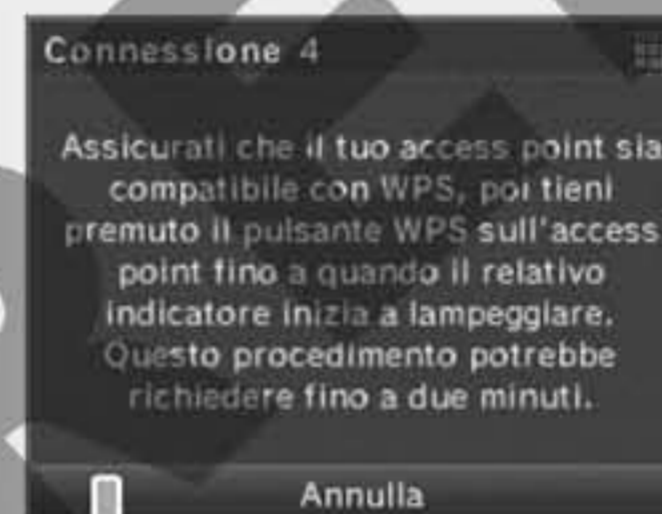 Connessione 4
Assicurati che il tuo access point sia
compatibile con WPS, poi tieni
premuto il pulsante WPS sull'access
point fino a quando il relativo
indicatore inizia a lampeggiare.
Questo procedimento potrebbe
richiedere fino a due minuti.
Annulla